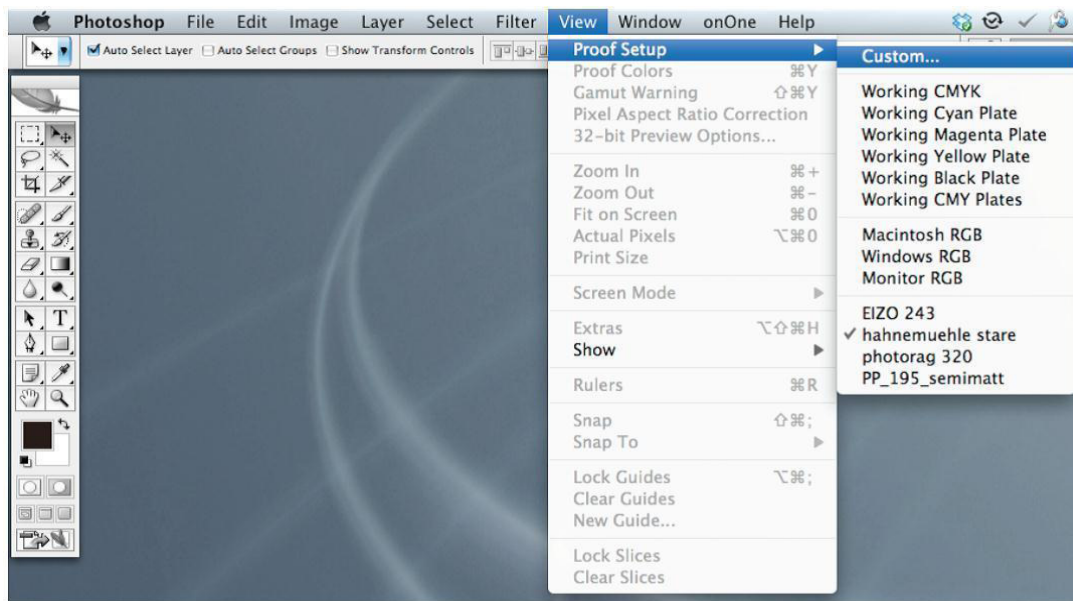 Photoshop File Edit Image Layer Select Filter View Window onOne Help
Auto Select Layer Auto Select Groups Show Transform Controls
Proof Setup
Proof Colors ⌘Y
Gamut Warning ⇧⌘Y
Pixel Aspect Ratio Correction
32-bit Preview Options...
Zoom In ⌘+
Zoom Out ⌘-
Fit on Screen ⌘0
Actual Pixels ⌥⌘0
Print Size
Screen Mode
Extras ⌥⇧⌘H
Show
Rulers ⌘R
Snap ⇧⌘;
Snap To
Lock Guides ⌥⌘;
Clear Guides
New Guide...
Lock Slices
Clear Slices
Custom...
Working CMYK
Working Cyan Plate
Working Magenta Plate
Working Yellow Plate
Working Black Plate
Working CMY Plates
Macintosh RGB
Windows RGB
Monitor RGB
EIZO 243
✓ hahnemuehle stare
photorag 320
PP_195_semimatt
T